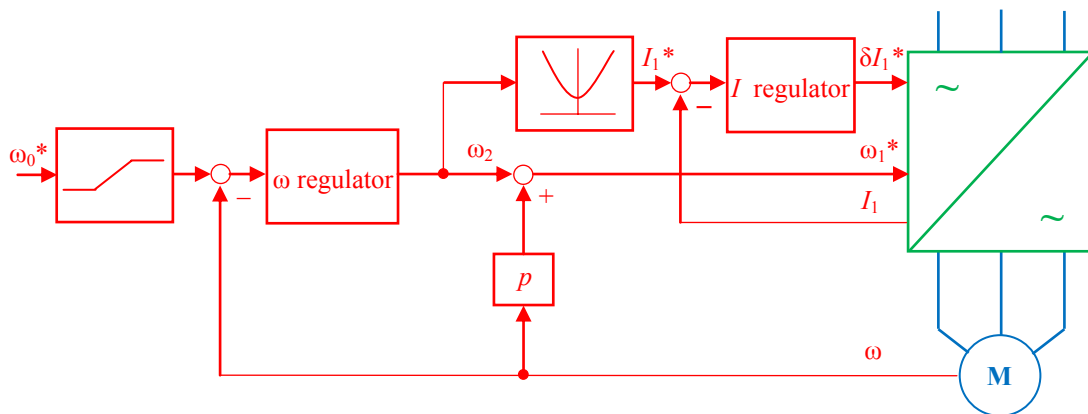 I₁*
δI₁*
I regulator
~
−
ω₀*
ω₂
ω₁*
ω regulator
−
+
I₁
~
p
ω
M